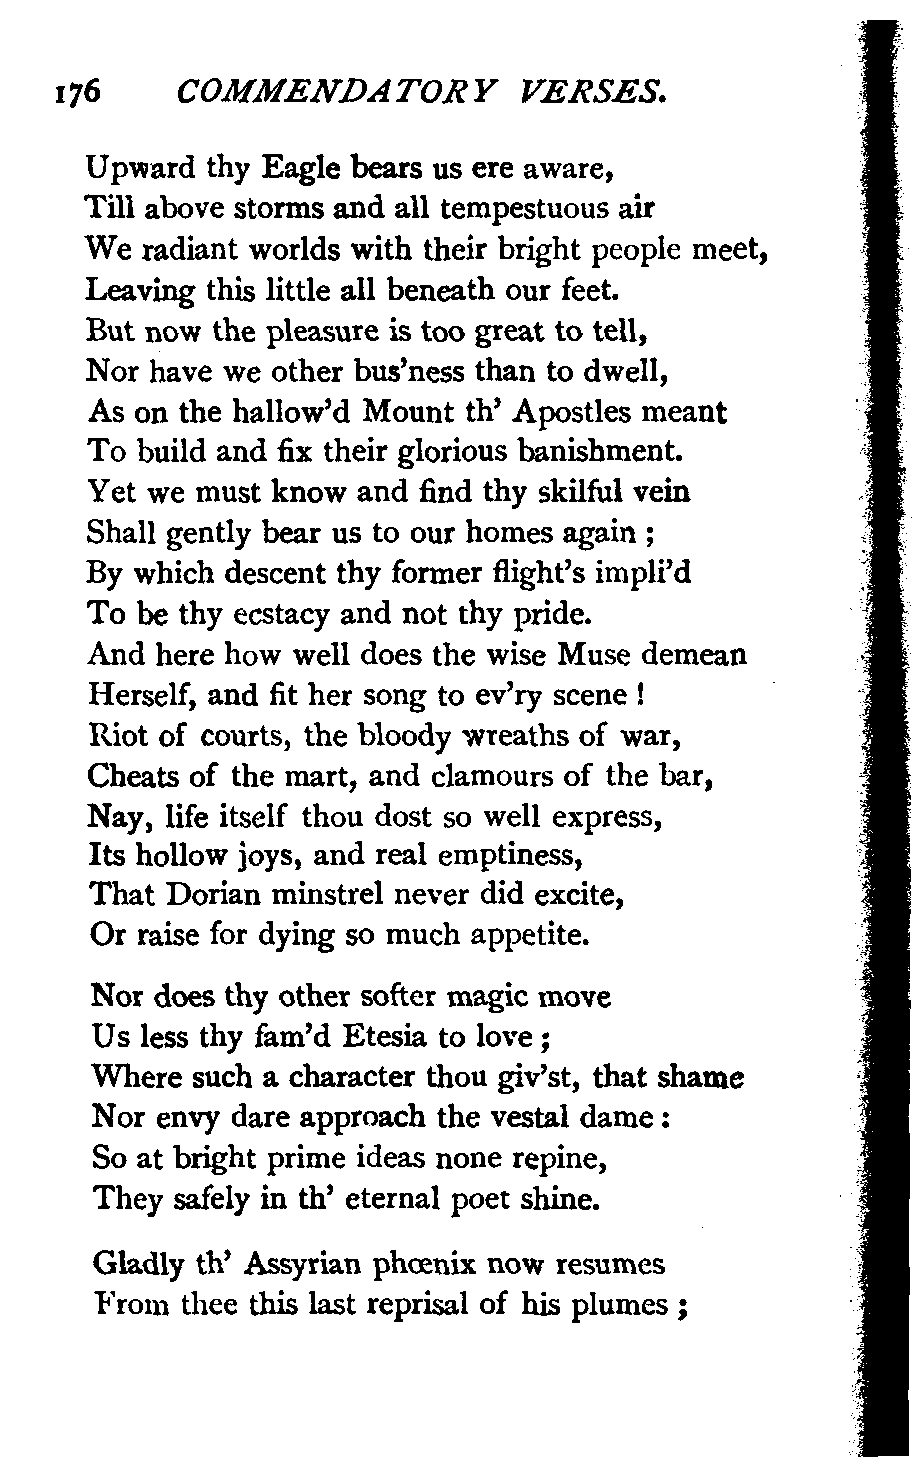 176 COMMENDATORY VERSES.
Upward thy Eagle bears us ere aware,
Till above storms and all tempestuous air
We radiant worlds with their bright people meet,
Leaving this little all beneath our feet.
But now the pleasure is too great to tell,
Nor have we other bus'ness than to dwell,
As on the hallow'd Mount th' Apostles meant
To build and fix their glorious banishment.
Yet we must know and find thy skilful vein
Shall gently bear us to our homes again ;
By which descent thy former flight's impli'd
To be thy ecstacy and not thy pride.
And here how well does the wise Muse demean
Herself, and fit her song to ev'ry scene !
Riot of courts, the bloody wreaths of war,
Cheats of the mart, and clamours of the bar,
Nay, life itself thou dost so well express,
Its hollow joys, and real emptiness,
That Dorian minstrel never did excite,
Or raise for dying so much appetite.
Nor does thy other softer magic move
Us less thy fam'd Etesia to love ;
Where such a character thou giv'st, that shame
Nor envy dare approach the vestal dame :
So at bright prime ideas none repine,
They safely in th' eternal poet shine.
Gladly th' Assyrian phœnix now resumes
From thee this last reprisal of his plumes ;